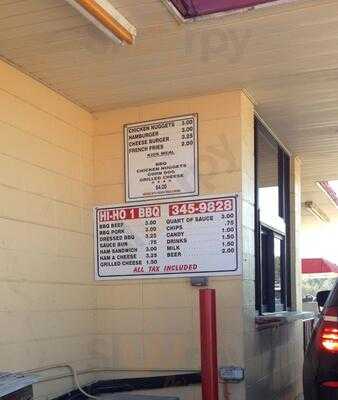 CHICKEN NUGGETS 3.00
HAMBURGER 3.00
CHEESE BURGER 3.25
FRENCH FRIES 2.00
KIDS MEAL
BBQ
CHICKEN NUGGETS
CORN DOG
GRILLED CHEESE
$4.00
HI-HO 1 BBQ 345-9828
BBQ BEEF 3.00
BBQ PORK 3.00
DRESSED BBQ 3.25
SAUCE BUN .75
HAM SANDWICH 3.00
HAM & CHEESE 3.25
GRILLED CHEESE 1.50
QUART OF SAUCE 3.00
CHIPS 1.00
CANDY 1.50
DRINKS 1.50
MILK 2.00
BEER 2.00
ALL TAX INCLUDED